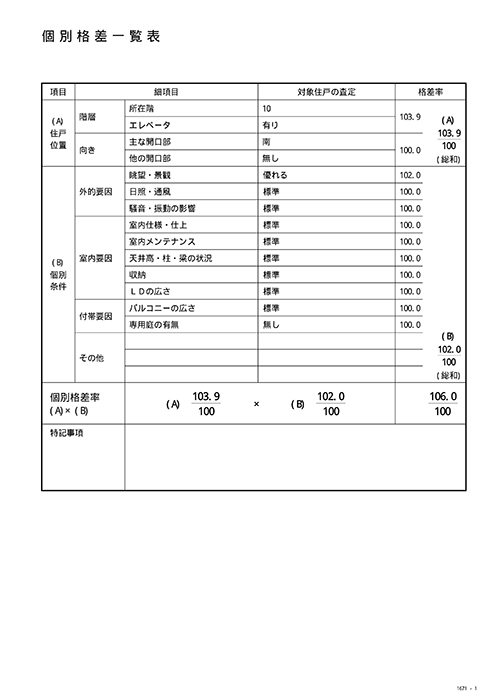 個別格差一覧表
項目 細項目 対象住戸の査定 格差率
(A) 住戸位置 階層 所在階 10 103.9
エレベータ 有り
向き 主な開口部 南 100.0
他の開口部 無し
(A) 103.9/100 (総和)
(B) 個別条件 外的要因 眺望・景観 優れる 102.0
日照・通風 標準 100.0
騒音・振動の影響 標準 100.0
室内要因 室内仕様・仕上 標準 100.0
室内メンテナンス 標準 100.0
天井高・柱・梁の状況 標準 100.0
収納 標準 100.0
LDの広さ 標準 100.0
付帯要因 バルコニーの広さ 標準 100.0
専用庭の有無 無し 100.0
その他
(B) 102.0/100 (総和)
個別格差率 (A)×(B) (A) 103.9/100 × (B) 102.0/100 106.0/100
特記事項